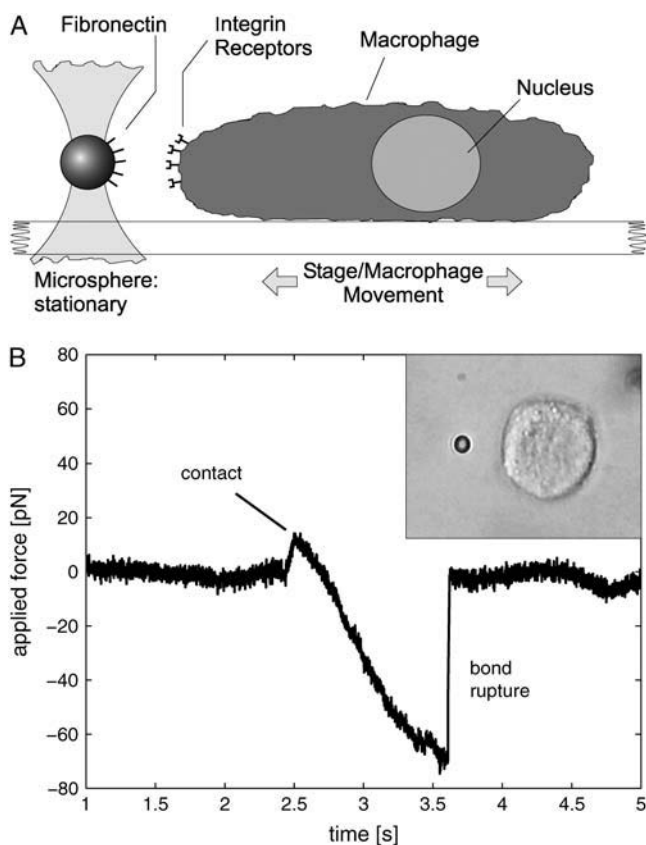 A
Fibronectin
Integrin
Receptors
Macrophage
Nucleus
Microsphere:
stationary
Stage/Macrophage
Movement
B
80
60
40
20
0
-20
-40
-60
-80
applied force [pN]
contact
bond
rupture
1
1.5
2
2.5
3
3.5
4
4.5
5
time [s]